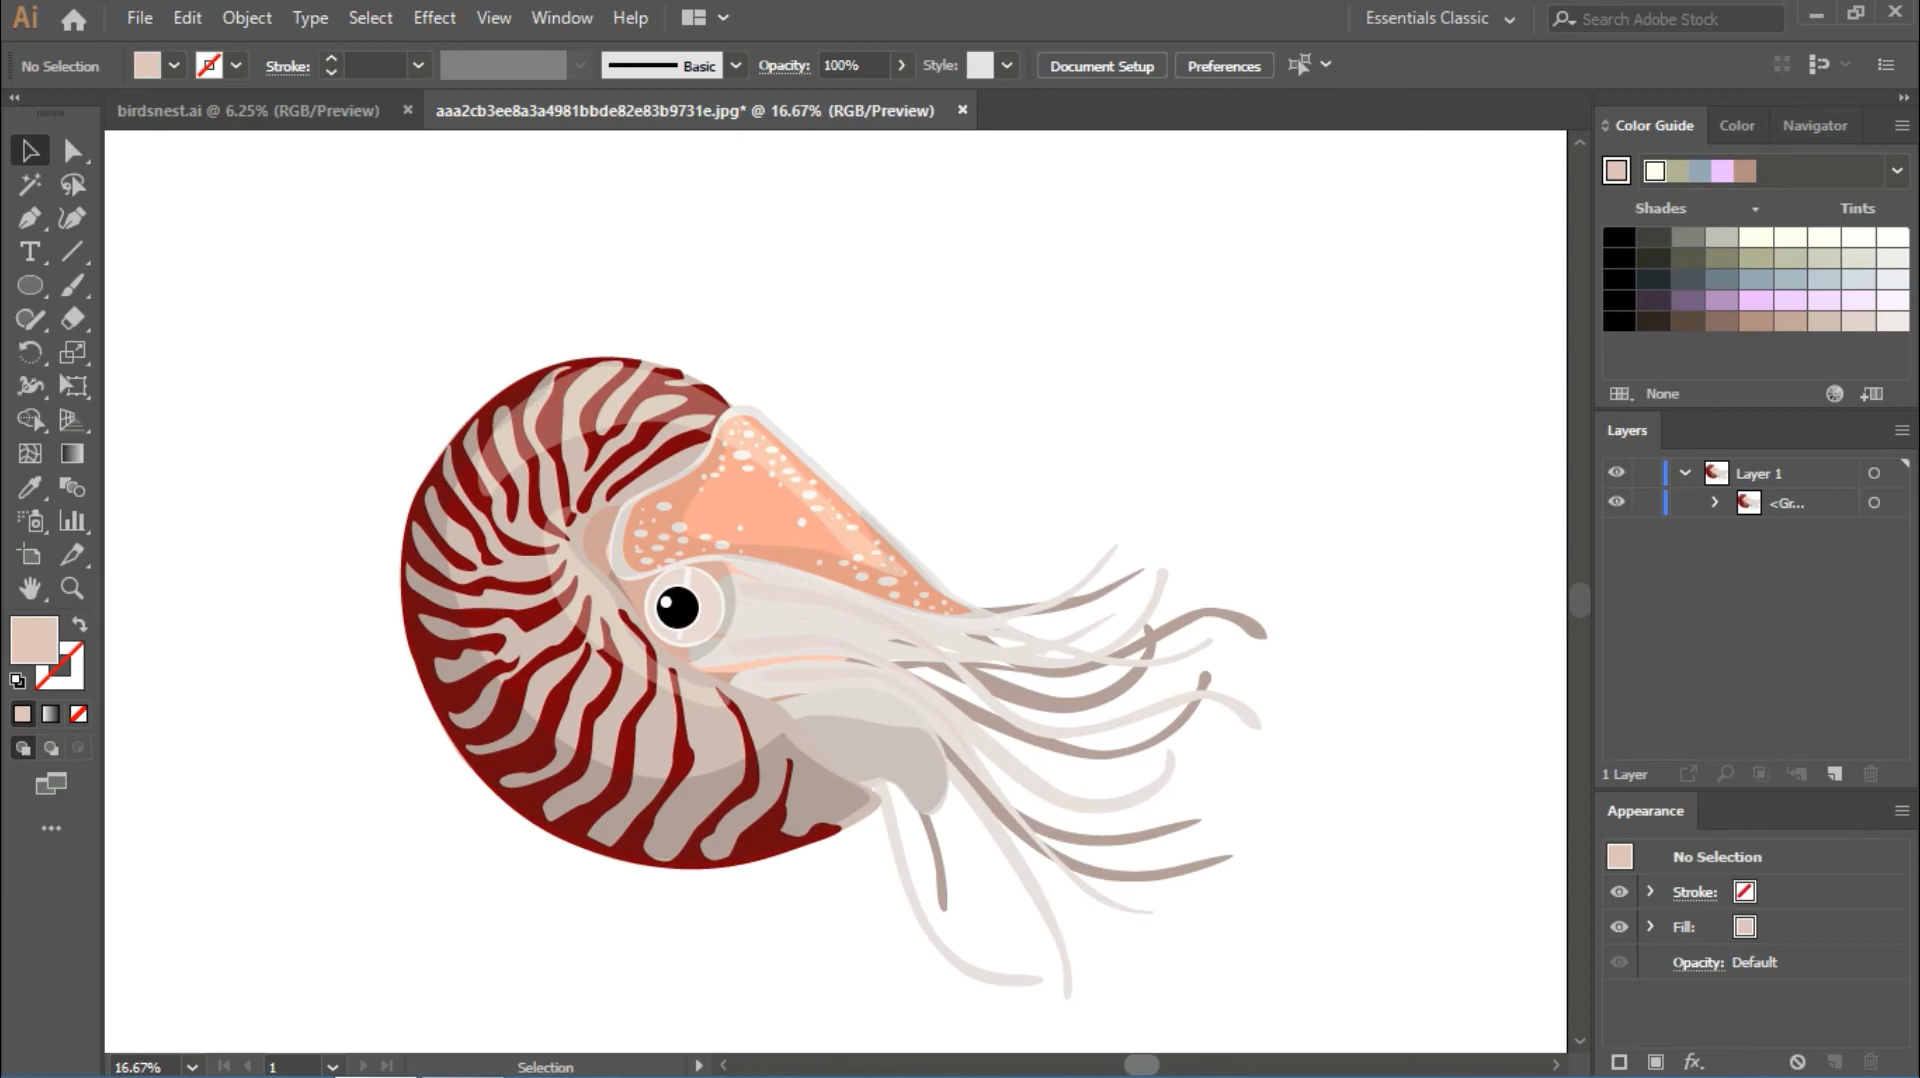 Ai File Edit Object Type Select Effect View Window Help Essentials Classic Search Adobe Stock
No Selection Stroke: Basic Opacity: 100% Style: Document Setup Preferences
birdsnest.ai @ 6.25% (RGB/Preview) aaa2cb3ee8a3a4981bbde82e83b9731e.jpg* @ 16.67% (RGB/Preview)
Color Guide Color Navigator
Shades Tints
None
Layers
Layer 1
<Gr...
1 Layer
Appearance
No Selection
Stroke:
Fill:
Opacity: Default
fx
16.67% 1 Selection